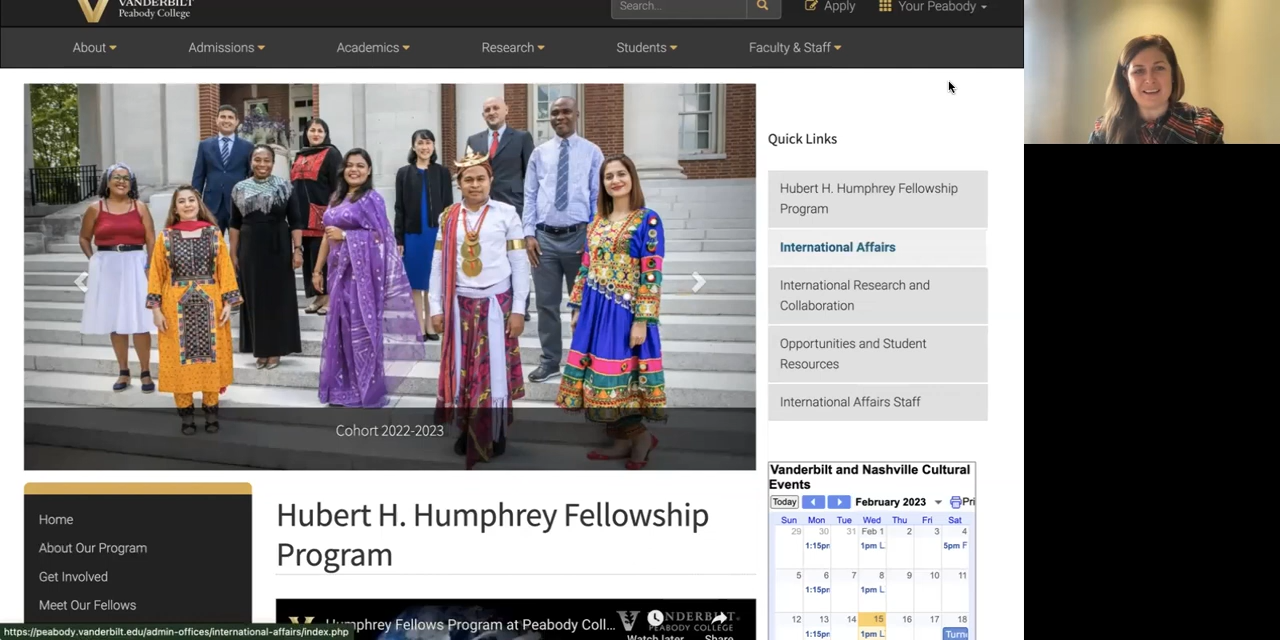 VANDERBILT
Peabody College
Search...
Apply
Your Peabody
About
Admissions
Academics
Research
Students
Faculty & Staff
Cohort 2022-2023
Quick Links
Hubert H. Humphrey Fellowship
Program
International Affairs
International Research and
Collaboration
Opportunities and Student
Resources
International Affairs Staff
Vanderbilt and Nashville Cultural
Events
Today
February 2023
Pri
Sun Mon Tue Wed Thu Fri Sat
29 30 31 Feb 1 2 3 4
1:15pm 1pm L 5pm F
5 6 7 8 9 10 11
1:15pm 1pm L
12 13 14 15 16 17 18
1:15pm 1pm L Turn
Home
About Our Program
Get Involved
Meet Our Fellows
Hubert H. Humphrey Fellowship
Program
Humphrey Fellows Program at Peabody Coll...
VANDERBILT
PEABODY COLLEGE
Watch later
Share
https://peabody.vanderbilt.edu/admin-offices/international-affairs/index.php